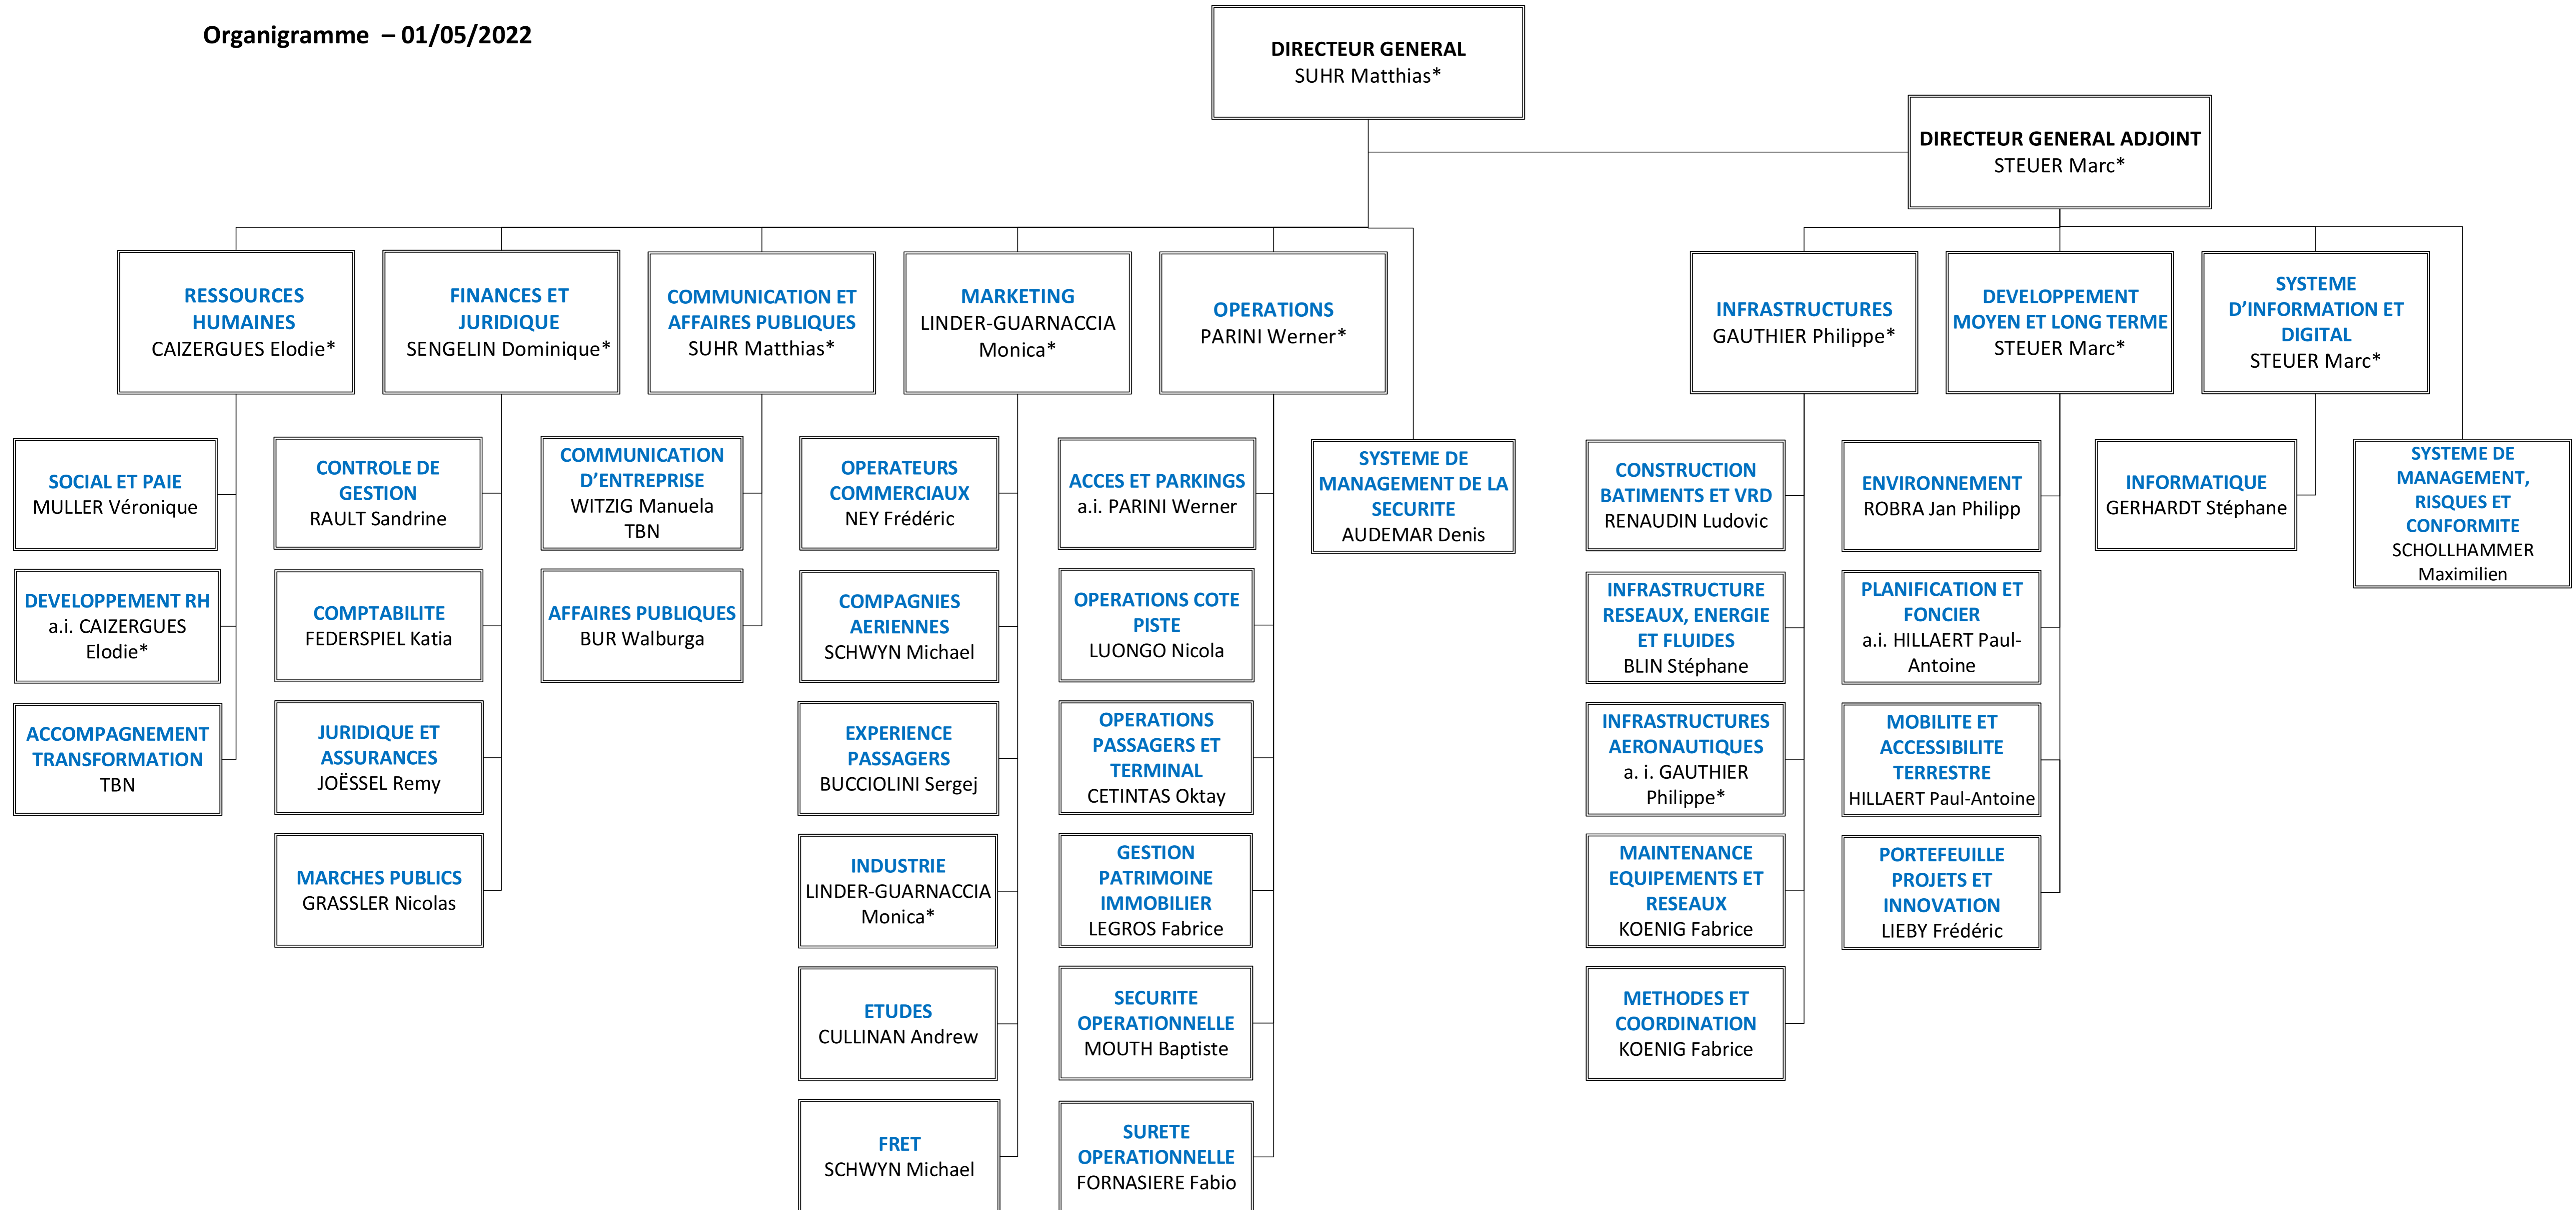 Organigramme – 01/05/2022
DIRECTEUR GENERAL
SUHR Matthias*
DIRECTEUR GENERAL ADJOINT
STEUER Marc*
RESSOURCES
HUMAINES
CAIZERGUES Elodie*
FINANCES ET
JURIDIQUE
SENGELIN Dominique*
COMMUNICATION ET
AFFAIRES PUBLIQUES
SUHR Matthias*
MARKETING
LINDER-GUARNACCIA
Monica*
OPERATIONS
PARINI Werner*
INFRASTRUCTURES
GAUTHIER Philippe*
DEVELOPPEMENT
MOYEN ET LONG TERME
STEUER Marc*
SYSTEME
D’INFORMATION ET
DIGITAL
STEUER Marc*
SOCIAL ET PAIE
MULLER Véronique
DEVELOPPEMENT RH
a.i. CAIZERGUES
Elodie*
ACCOMPAGNEMENT
TRANSFORMATION
TBN
CONTROLE DE
GESTION
RAULT Sandrine
COMPTABILITE
FEDERSPIEL Katia
JURIDIQUE ET
ASSURANCES
JOËSSEL Remy
MARCHES PUBLICS
GRASSLER Nicolas
COMMUNICATION
D’ENTREPRISE
WITZIG Manuela
TBN
AFFAIRES PUBLIQUES
BUR Walburga
OPERATEURS
COMMERCIAUX
NEY Frédéric
COMPAGNIES
AERIENNES
SCHWYN Michael
EXPERIENCE
PASSAGERS
BUCCIOLINI Sergej
INDUSTRIE
LINDER-GUARNACCIA
Monica*
ETUDES
CULLINAN Andrew
FRET
SCHWYN Michael
ACCES ET PARKINGS
a.i. PARINI Werner
OPERATIONS COTE
PISTE
LUONGO Nicola
OPERATIONS
PASSAGERS ET
TERMINAL
CETINTAS Oktay
GESTION
PATRIMOINE
IMMOBILIER
LEGROS Fabrice
SECURITE
OPERATIONNELLE
MOUTH Baptiste
SURETE
OPERATIONNELLE
FORNASIERE Fabio
SYSTEME DE
MANAGEMENT DE LA
SECURITE
AUDEMAR Denis
CONSTRUCTION
BATIMENTS ET VRD
RENAUDIN Ludovic
INFRASTRUCTURE
RESEAUX, ENERGIE
ET FLUIDES
BLIN Stéphane
INFRASTRUCTURES
AERONAUTIQUES
a. i. GAUTHIER
Philippe*
MAINTENANCE
EQUIPEMENTS ET
RESEAUX
KOENIG Fabrice
METHODES ET
COORDINATION
KOENIG Fabrice
ENVIRONNEMENT
ROBRA Jan Philipp
PLANIFICATION ET
FONCIER
a.i. HILLAERT Paul-
Antoine
MOBILITE ET
ACCESSIBILITE
TERRESTRE
HILLAERT Paul-Antoine
PORTEFEUILLE
PROJETS ET
INNOVATION
LIEBY Frédéric
INFORMATIQUE
GERHARDT Stéphane
SYSTEME DE
MANAGEMENT,
RISQUES ET
CONFORMITE
SCHOLLHAMMER
Maximilien